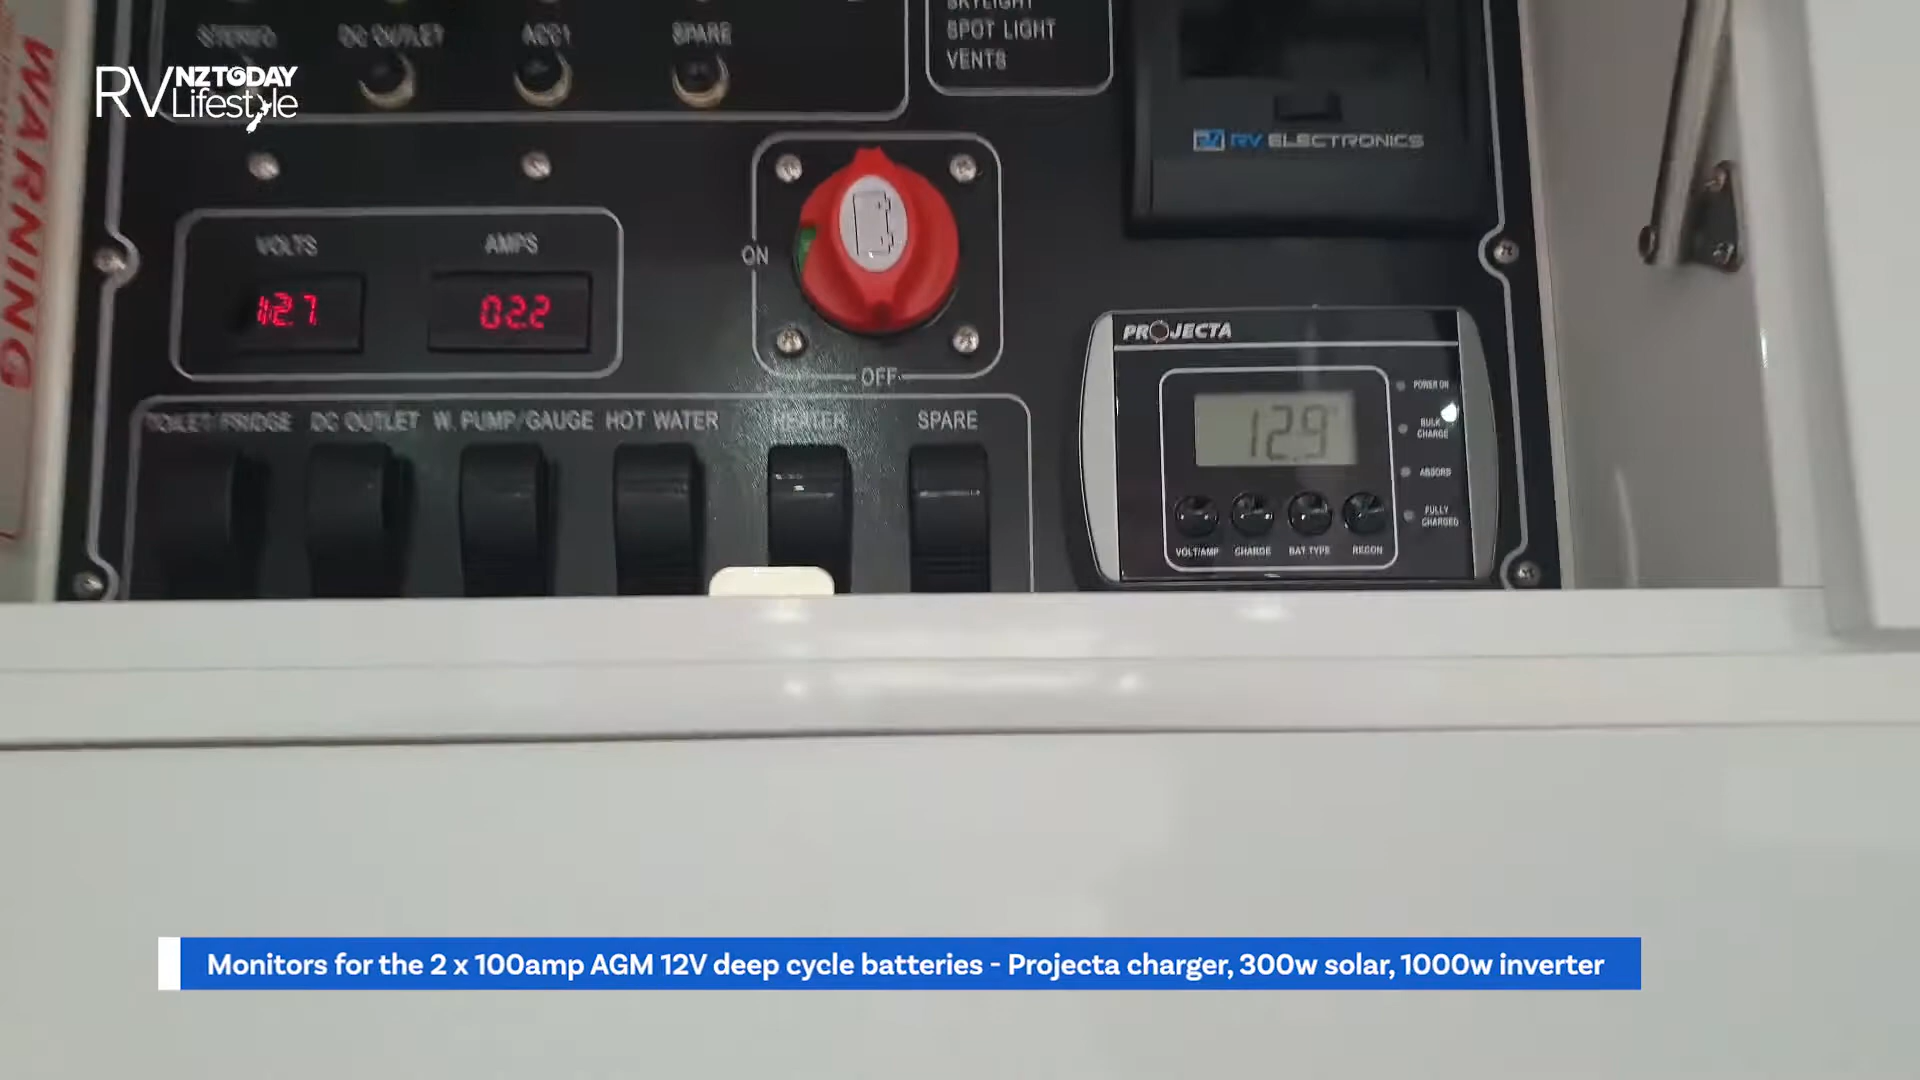 SKYLIGHT
STEREO DC OUTLET ACC1 SPARE
SPOT LIGHT
VENTS
RV NZTODAY
Lifestyle
WARNING
RV ELECTRONICS
VOLTS AMPS
ON
12.7 02.2
PROJECTA
OFF
POWER ON
TOILET/FRIDGE DC OUTLET W. PUMP/GAUGE HOT WATER HEATER SPARE
BULK
CHARGE
12.9
ABSORB
FULLY
CHARGED
VOLT/AMP CHARGE BAT TYPE RECON
Monitors for the 2 x 100amp AGM 12V deep cycle batteries - Projecta charger, 300w solar, 1000w inverter